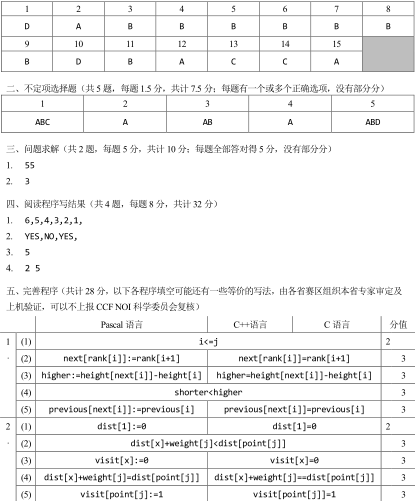 1 2 3 4 5 6 7 8
D A B B B B B B
9 10 11 12 13 14 15
B D B A C C A
二、不定项选择题（共 5 题，每题 1.5 分，共计 7.5 分；每题有一个或多个正确选项，没有部分分）
1 2 3 4 5
ABC A AB A ABD
三、问题求解（共 2 题，每题 5 分，共计 10 分；每题全部答对得 5 分，没有部分分）
1. 55
2. 3
四、阅读程序写结果（共 4 题，每题 8 分，共计 32 分）
1. 6,5,4,3,2,1,
2. YES,NO,YES,
3. 5
4. 2 5
五、完善程序（共计 28 分，以下各程序填空可能还有一些等价的写法，由各省赛区组织本省专家审定及
上机验证，可以不上报 CCF NOI 科学委员会复核）
Pascal 语言 C++语言 C 语言 分值
1 (1) i<=j 2
. (2) next[rank[i]]:=rank[i+1] next[rank[i]]=rank[i+1] 3
(3) higher:=height[next[i]]-height[i] higher=height[next[i]]-height[i] 3
(4) shorter<higher 3
(5) previous[next[i]]:=previous[i] previous[next[i]]=previous[i] 3
2 (1) dist[1]:=0 dist[1]=0 2
. (2) dist[x]+weight[j]<dist[point[j]] 3
(3) visit[x]:=0 visit[x]=0 3
(4) dist[x]+weight[j]=dist[point[j]] dist[x]+weight[j]==dist[point[j]] 3
(5) visit[point[j]:=1 visit[point[j]]=1 3